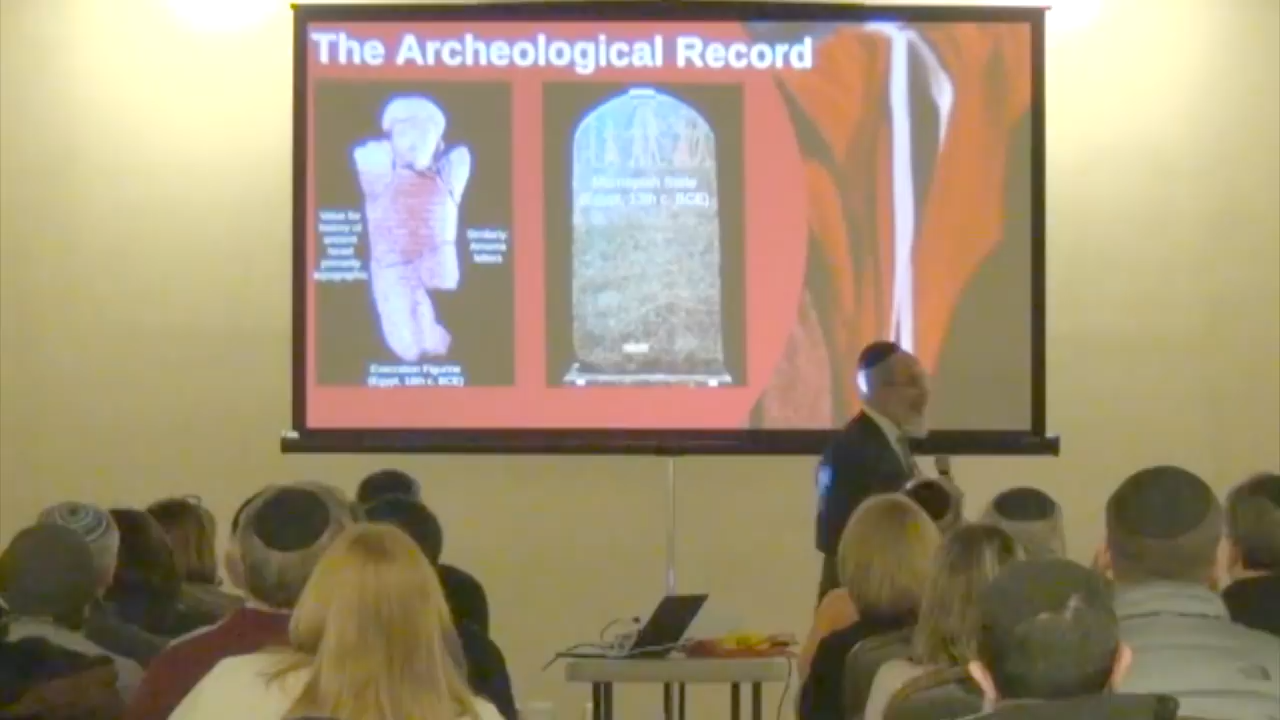 The Archeological Record
Value for
history of
ancient
Israel
primarily
topographic
Similarly:
Amarna
letters
Execration Figurine
(Egypt, 18th c. BCE)
Merneptah Stele
(Egypt, 13th c. BCE)